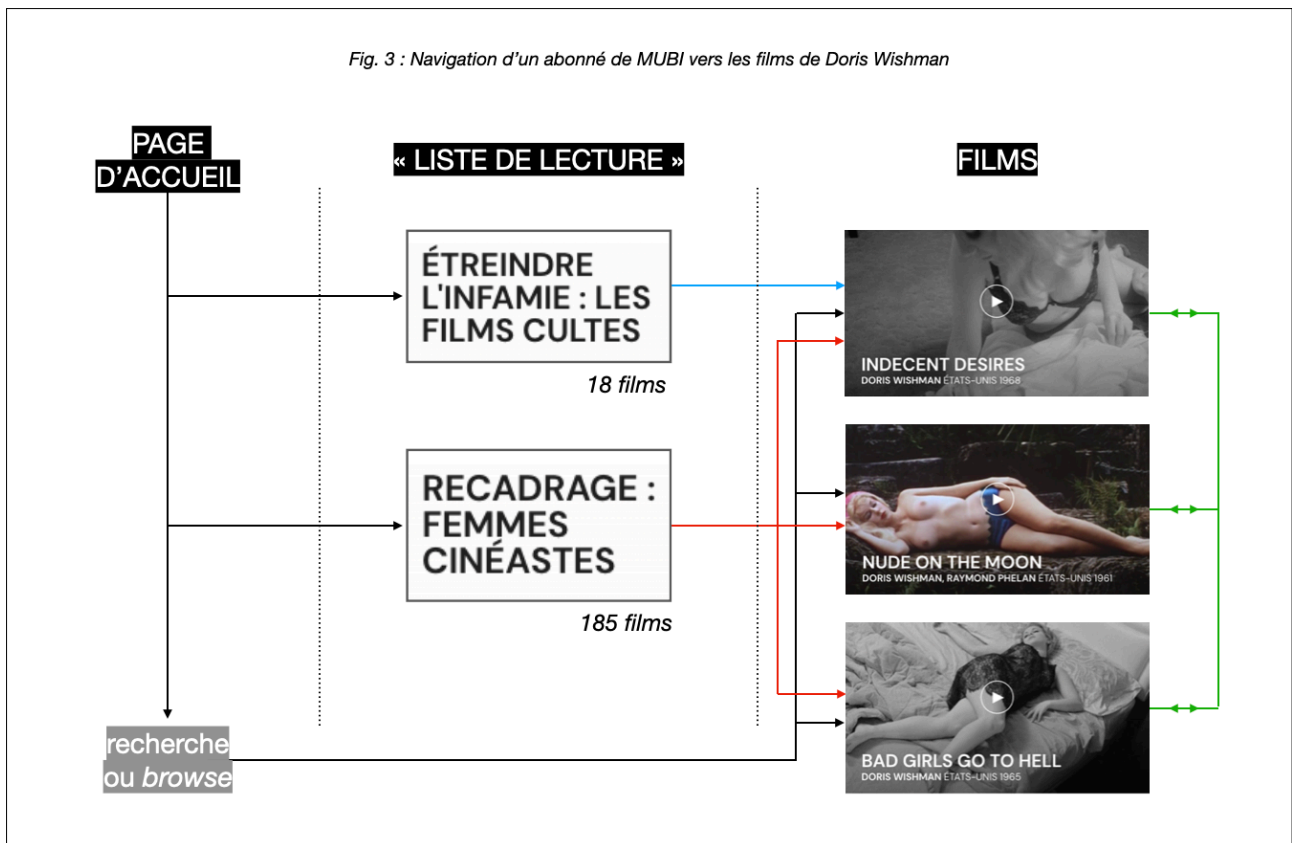 Fig. 3 : Navigation d’un abonné de MUBI vers les films de Doris Wishman
PAGE
D’ACCUEIL
« LISTE DE LECTURE »
FILMS
ÉTREINDRE
L'INFAMIE : LES
FILMS CULTES
18 films
RECADRAGE :
FEMMES
CINÉASTES
185 films
INDECENT DESIRES
DORIS WISHMAN ÉTATS-UNIS 1968
NUDE ON THE MOON
DORIS WISHMAN, RAYMOND PHELAN ÉTATS-UNIS 1961
BAD GIRLS GO TO HELL
DORIS WISHMAN ÉTATS-UNIS 1965
recherche
ou browse